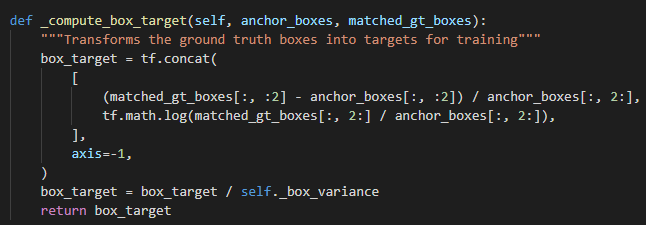 def _compute_box_target(self, anchor_boxes, matched_gt_boxes):
    """Transforms the ground truth boxes into targets for training"""
    box_target = tf.concat(
        [
            (matched_gt_boxes[:, :2] - anchor_boxes[:, :2]) / anchor_boxes[:, 2:],
            tf.math.log(matched_gt_boxes[:, 2:] / anchor_boxes[:, 2:]),
        ],
        axis=-1,
    )
    box_target = box_target / self._box_variance
    return box_target